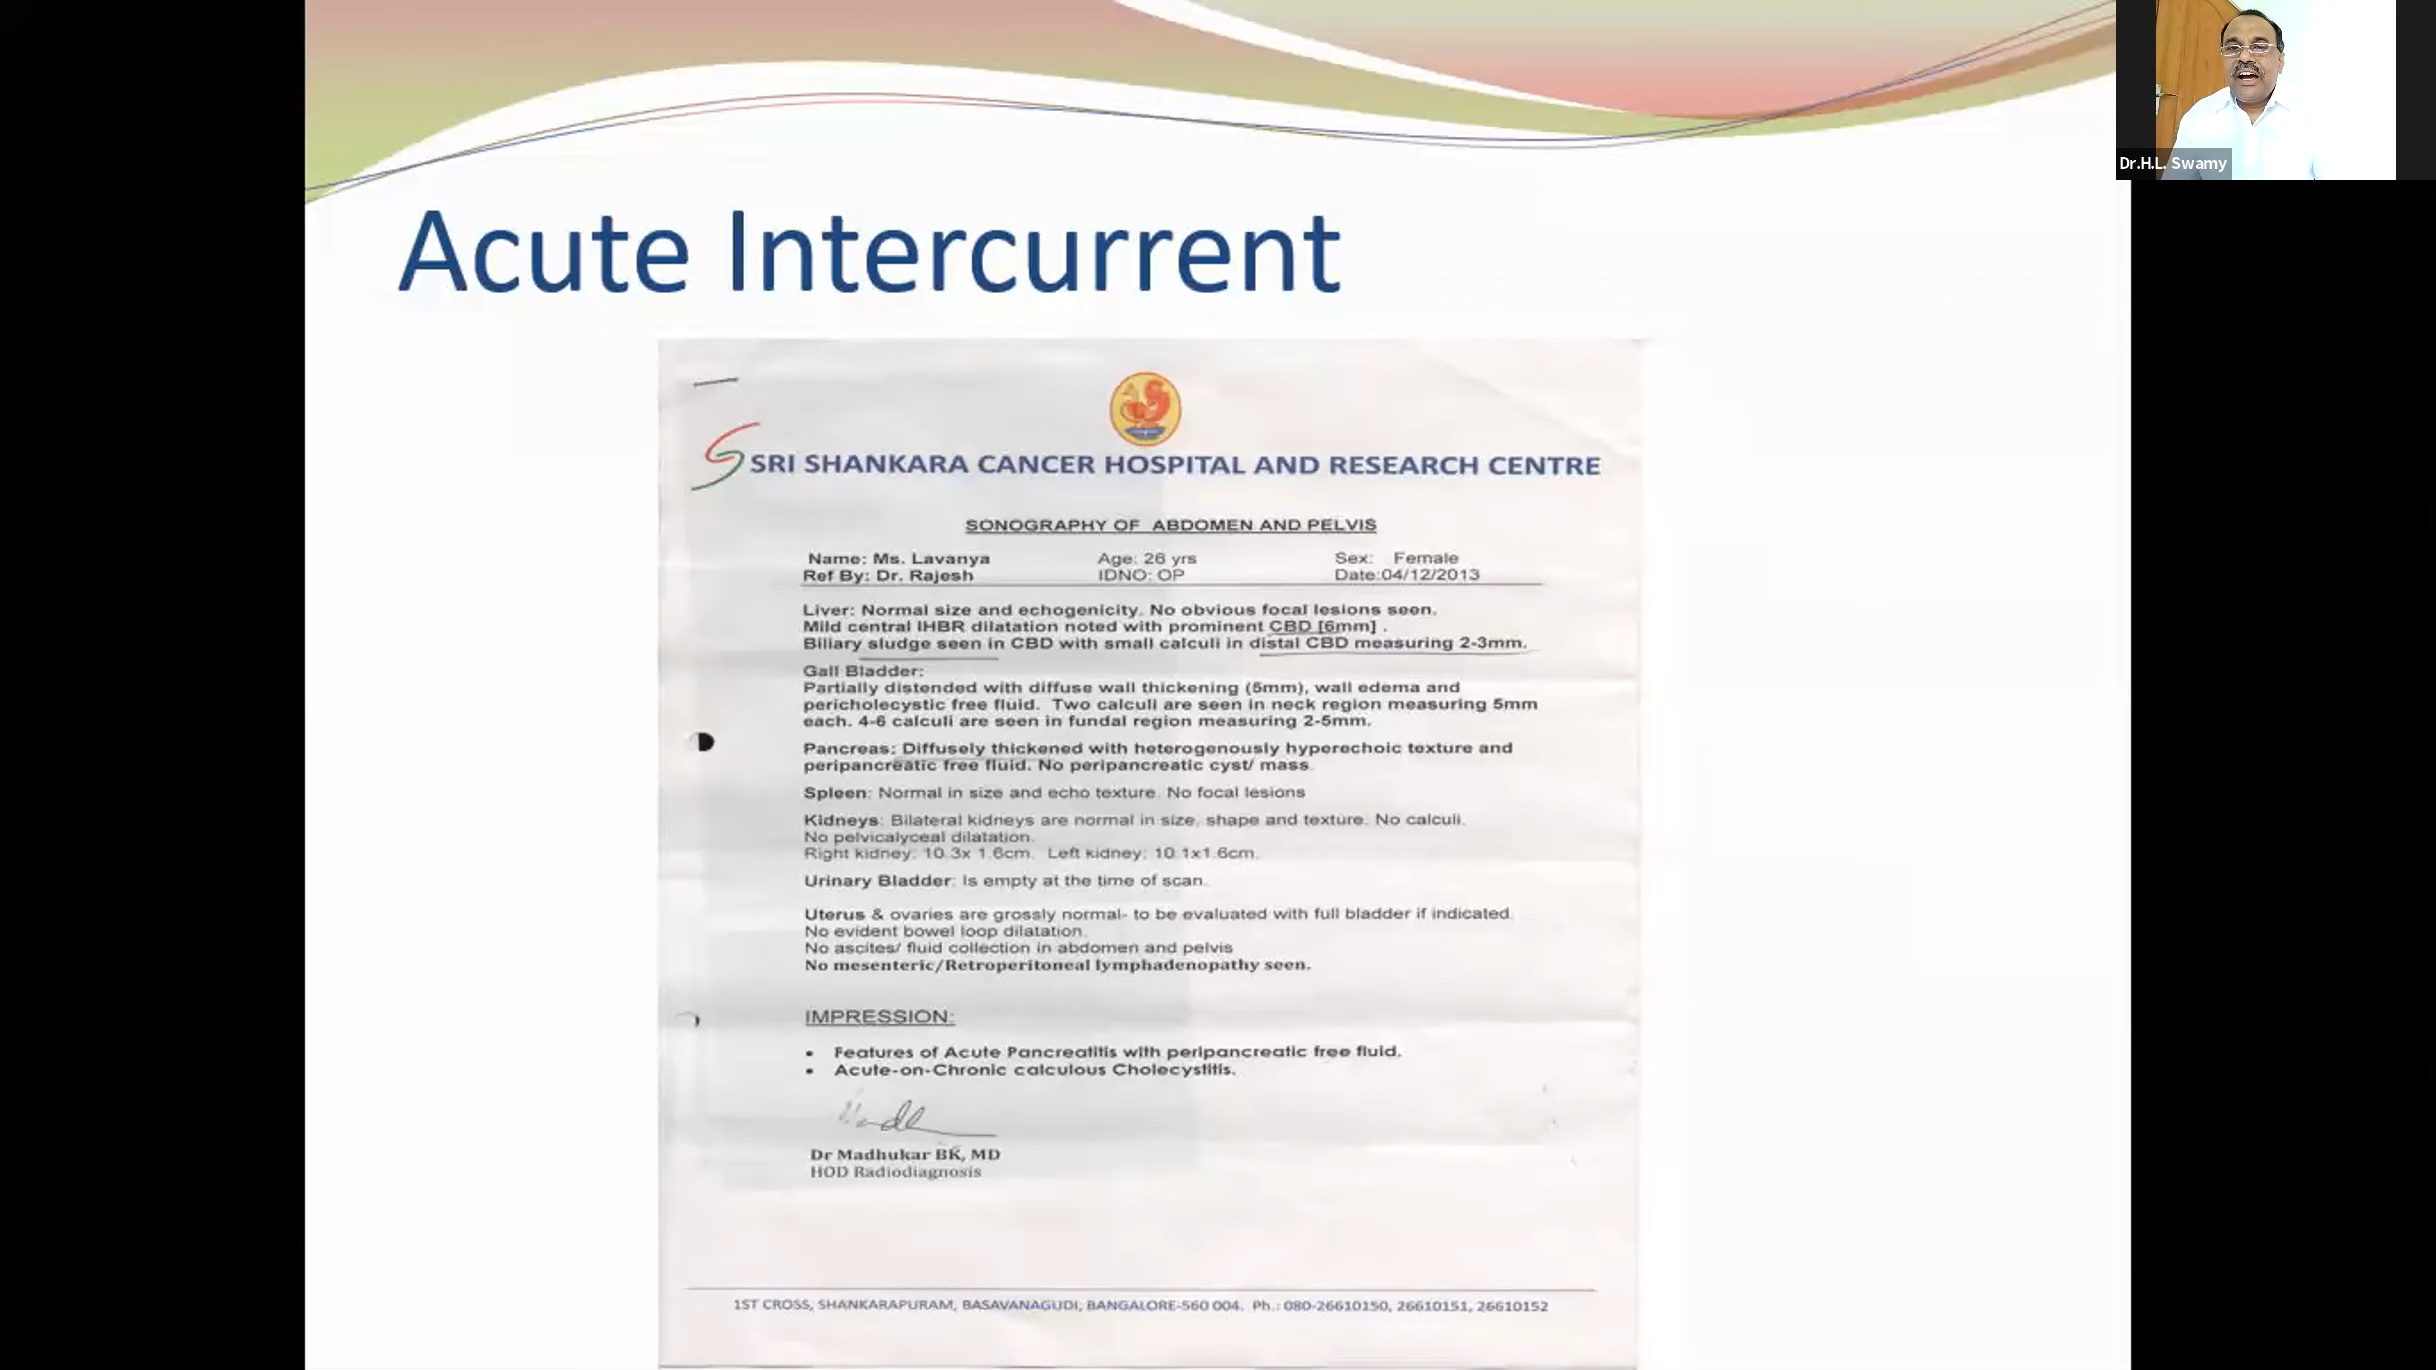 Acute Intercurrent
Dr.H.L. Swamy
SRI SHANKARA CANCER HOSPITAL AND RESEARCH CENTRE
SONOGRAPHY OF ABDOMEN AND PELVIS
Name: Ms. Lavanya Age: 26 yrs Sex: Female
Ref By: Dr. Rajesh IDNO: OP Date:04/12/2013
Liver: Normal size and echogenicity. No obvious focal lesions seen.
Mild central IHBR dilatation noted with prominent CBD [6mm] .
Biliary sludge seen in CBD with small calculi in distal CBD measuring 2-3mm.
Gall Bladder:
Partially distended with diffuse wall thickening (5mm), wall edema and
pericholecystic free fluid. Two calculi are seen in neck region measuring 5mm
each. 4-6 calculi are seen in fundal region measuring 2-5mm.
Pancreas: Diffusely thickened with heterogenously hyperechoic texture and
peripancreatic free fluid. No peripancreatic cyst/ mass.
Spleen: Normal in size and echo texture. No focal lesions
Kidneys: Bilateral kidneys are normal in size, shape and texture. No calculi.
No pelvicalyceal dilatation.
Right kidney: 10.3x 1.6cm. Left kidney: 10.1x1.6cm.
Urinary Bladder: Is empty at the time of scan.
Uterus & ovaries are grossly normal- to be evaluated with full bladder if indicated.
No evident bowel loop dilatation.
No ascites/ fluid collection in abdomen and pelvis
No mesenteric/Retroperitoneal lymphadenopathy seen.
IMPRESSION:
• Features of Acute Pancreatitis with peripancreatic free fluid.
• Acute-on-Chronic calculous Cholecystitis.
Dr Madhukar BK, MD
HOD Radiodiagnosis
1ST CROSS, SHANKARAPURAM, BASAVANAGUDI, BANGALORE-560 004. Ph.: 080-26610150, 26610151, 26610152